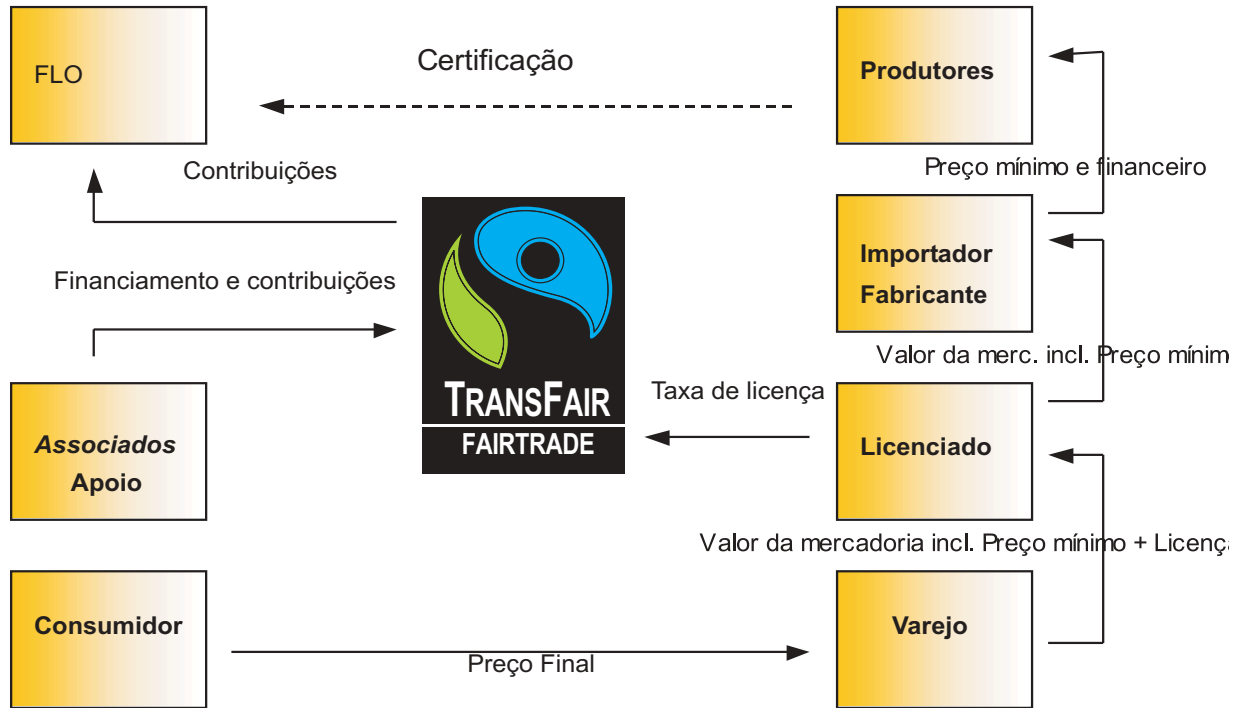 FLO
Certificação
Produtores
Contribuições
Preço mínimo e financeiro
Financiamento e contribuições
Importador
Fabricante
Valor da merc. incl. Preço mínim
TRANSFAIR
FAIRTRADE
Taxa de licença
Associados
Apoio
Licenciado
Valor da mercadoria incl. Preço mínimo + Licenç
Consumidor
Preço Final
Varejo